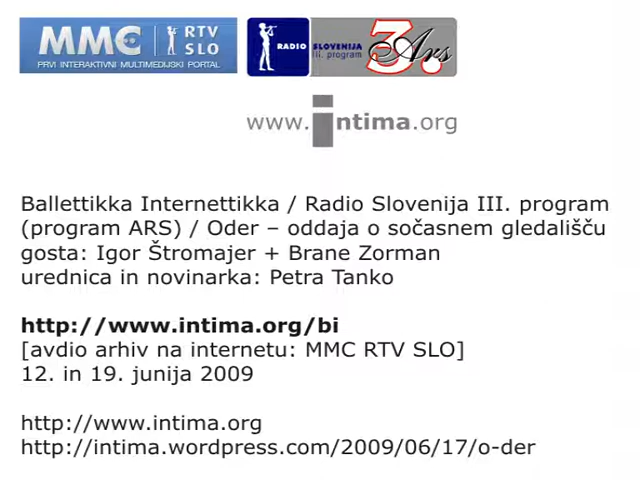 MMC RTV SLO
PRVI INTERAKTIVNI MULTIMEDIJSKI PORTAL
RADIO SLOVENIJA III. program 3. Ars
www.intima.org
Ballettikka Internettikka / Radio Slovenija III. program
(program ARS) / Oder – oddaja o sočasnem gledališču
gosta: Igor Štromajer + Brane Zorman
urednica in novinarka: Petra Tanko
http://www.intima.org/bi
[avdio arhiv na internetu: MMC RTV SLO]
12. in 19. junija 2009
http://www.intima.org
http://intima.wordpress.com/2009/06/17/o-der